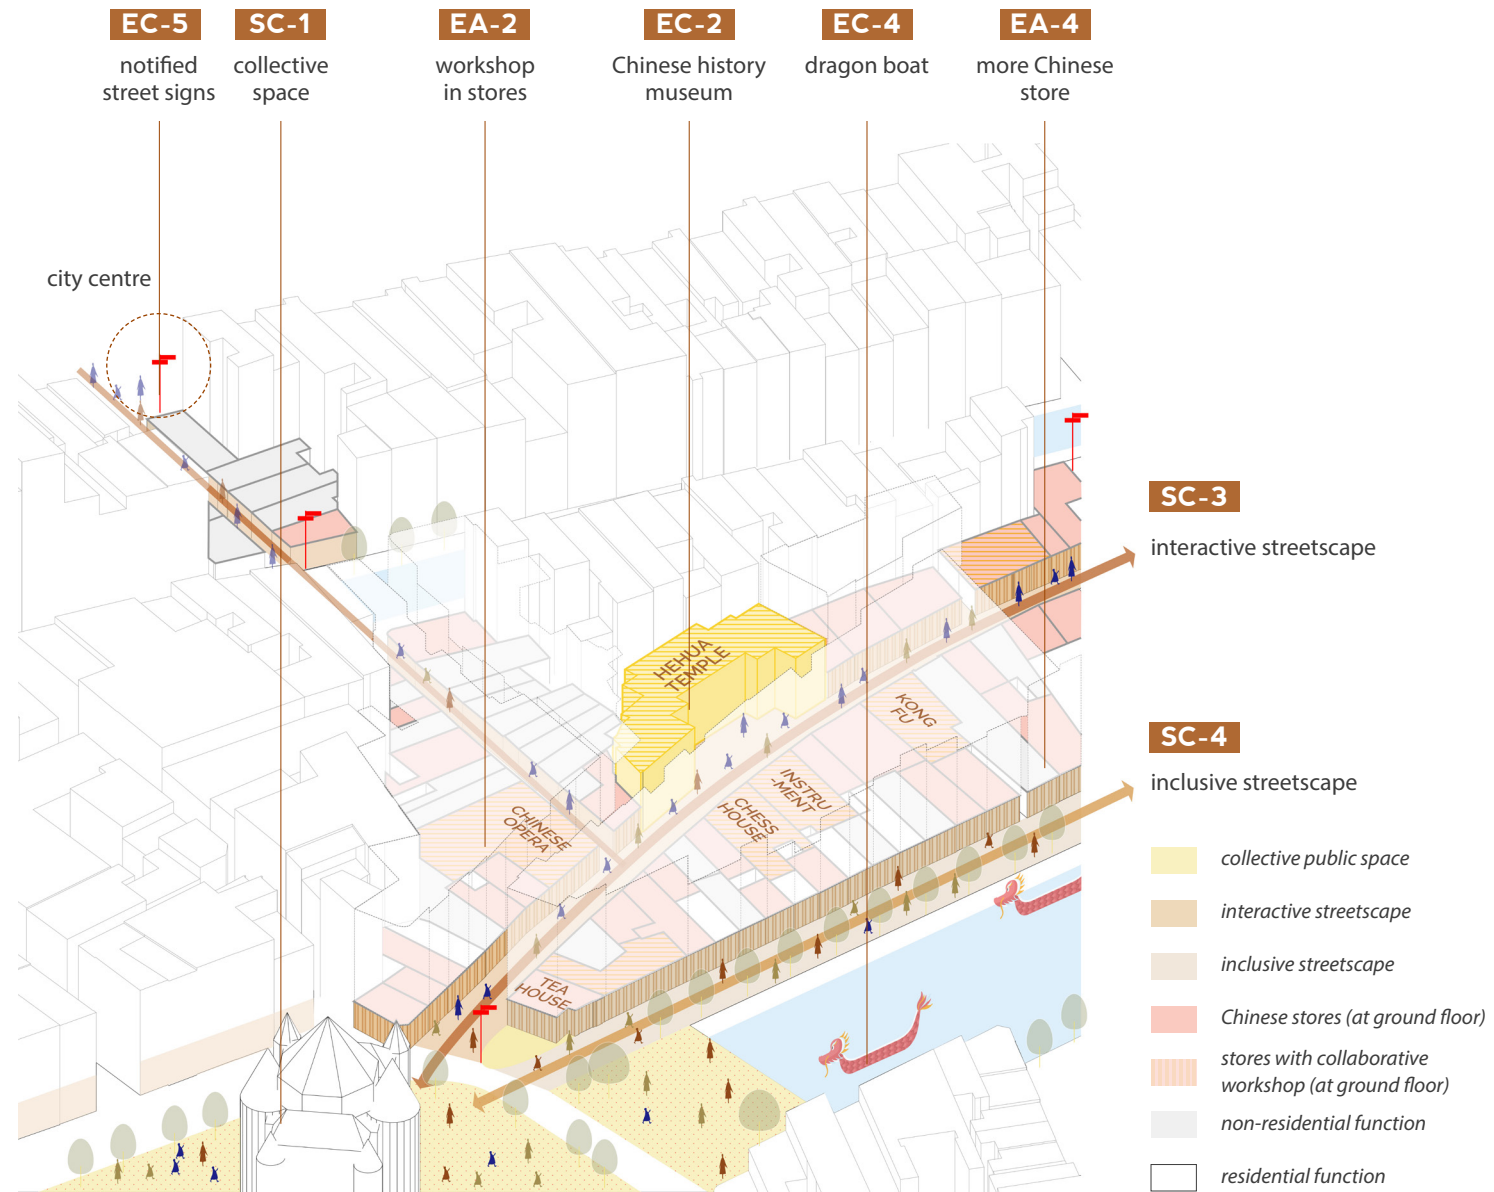 EC-5
SC-1
EA-2
EC-2
EC-4
EA-4
notified
street signs
collective
space
workshop
in stores
Chinese history
museum
dragon boat
more Chinese
store
city centre
SC-3
interactive streetscape
HEHUA
TEMPLE
KONG
FU
INSTRU
-MENT
CHESS
HOUSE
CHINESE
OPERA
TEA
HOUSE
SC-4
inclusive streetscape
collective public space
interactive streetscape
inclusive streetscape
Chinese stores (at ground floor)
stores with collaborative
workshop (at ground floor)
non-residential function
residential function